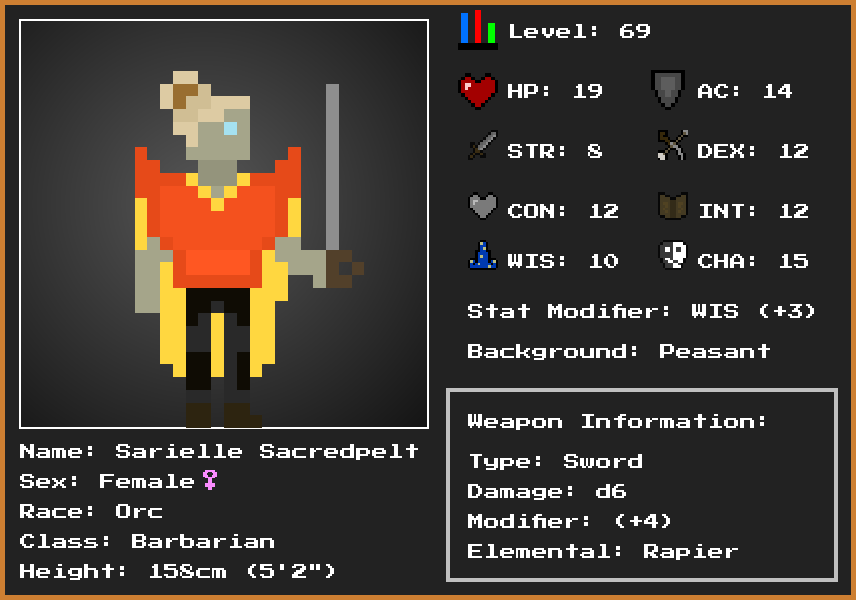 Level: 69
HP: 19 AC: 14
STR: 8 DEX: 12
CON: 12 INT: 12
WIS: 10 CHA: 15
Stat Modifier: WIS (+3)
Background: Peasant
Weapon Information:
Type: Sword
Damage: d6
Modifier: (+4)
Elemental: Rapier
Name: Sarielle Sacredpelt
Sex: Female♀
Race: Orc
Class: Barbarian
Height: 158cm (5'2")